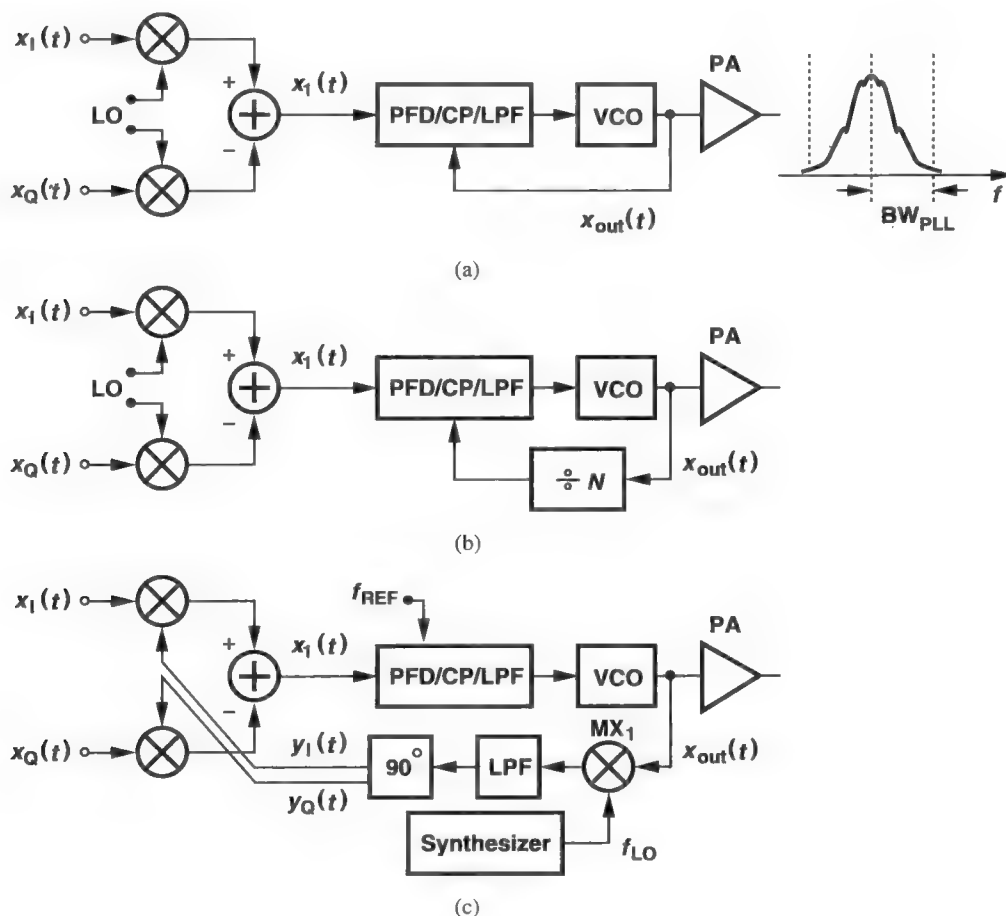 x_I(t)
LO
x_Q(t)
+
−
x_1(t)
PFD/CP/LPF
VCO
PA
x_out(t)
BW_PLL
f
(a)
x_I(t)
LO
x_Q(t)
+
−
x_1(t)
PFD/CP/LPF
VCO
PA
÷ N
x_out(t)
(b)
x_I(t)
x_Q(t)
+
−
x_1(t)
f_REF
PFD/CP/LPF
VCO
PA
MX_1
x_out(t)
y_I(t)
y_Q(t)
90°
LPF
Synthesizer
f_LO
(c)